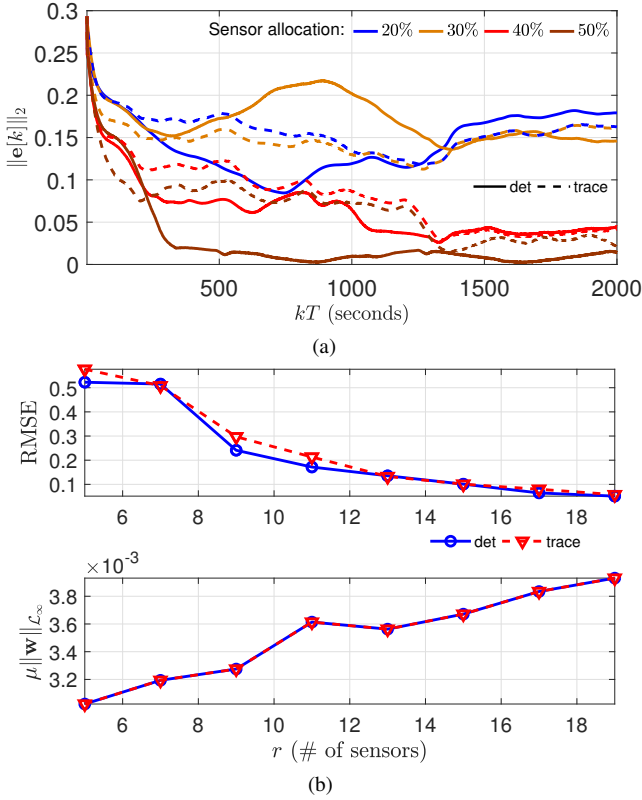 0.3
Sensor allocation: 20% 30% 40% 50%
0.25
0.2
0.15
0.1
0.05
0
||e[k]||₂
det trace
500 1000 1500 2000
kT (seconds)
(a)
0.5
0.4
0.3
0.2
0.1
RMSE
6 8 10 12 14 16 18
det trace
×10⁻³
3.8
3.6
3.4
3.2
μ||w||_{𝓛∞}
6 8 10 12 14 16 18
r (# of sensors)
(b)